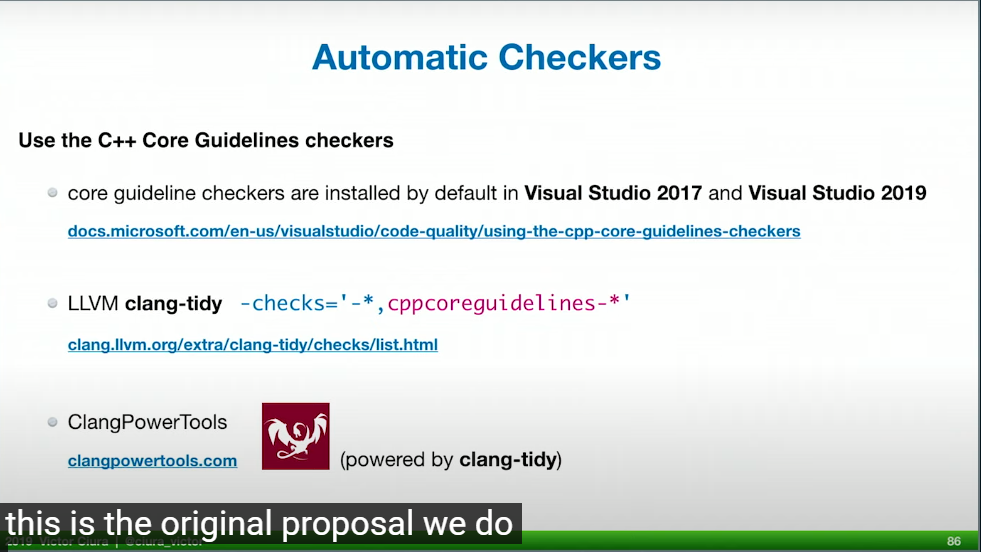 Automatic Checkers
Use the C++ Core Guidelines checkers
core guideline checkers are installed by default in Visual Studio 2017 and Visual Studio 2019
docs.microsoft.com/en-us/visualstudio/code-quality/using-the-cpp-core-guidelines-checkers
LLVM clang-tidy -checks='-*,cppcoreguidelines-*'
clang.llvm.org/extra/clang-tidy/checks/list.html
ClangPowerTools
clangpowertools.com (powered by clang-tidy)
this is the original proposal we do
2019 Victor Ciura | @ciura_victor 86